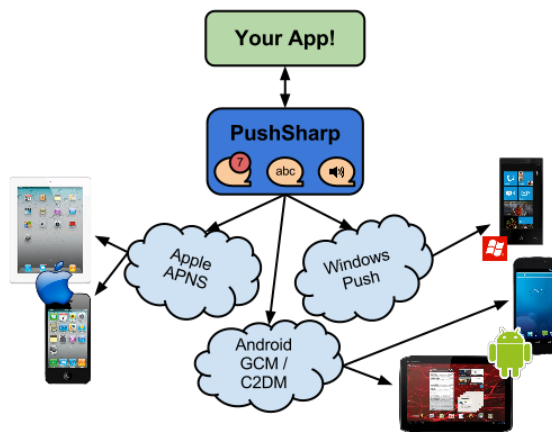 Your App!
PushSharp
7
abc
Apple
APNS
Windows
Push
Android
GCM /
C2DM